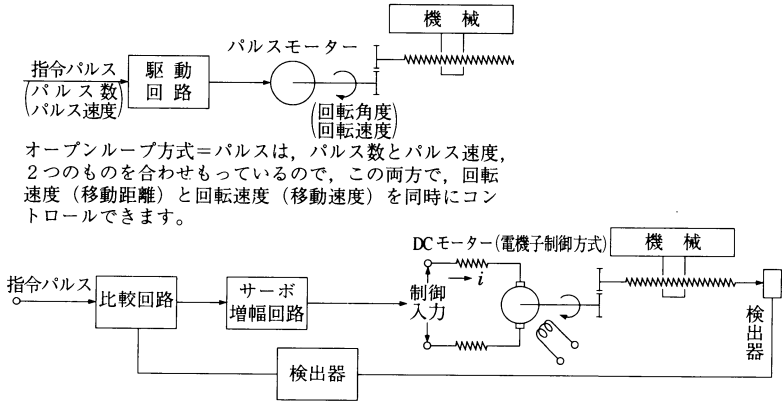 機 械
パルスモーター
指令パルス
(パルス数
パルス速度)
駆 動
回 路
(回転角度
回転速度)
オープンループ方式=パルスは，パルス数とパルス速度，
２つのものを合わせもっているので，この両方で，回転
速度（移動距離）と回転速度（移動速度）を同時にコン
トロールできます。
DCモーター(電機子制御方式)
機 械
指令パルス
比較回路
サーボ
増幅回路
制御
入力
i
検出器
検出器